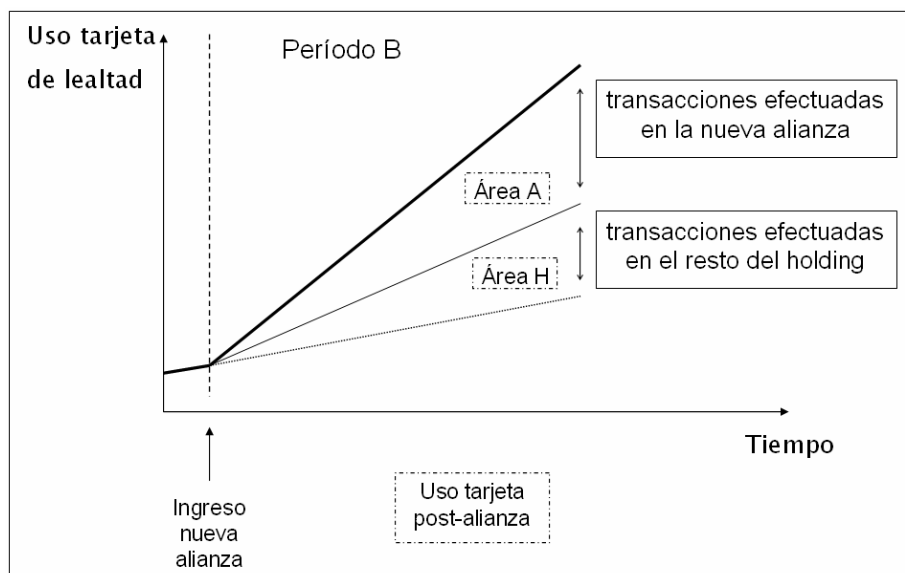 Uso tarjeta
de lealtad
Período B
transacciones efectuadas
en la nueva alianza
Área A
transacciones efectuadas
en el resto del holding
Área H
Tiempo
Ingreso
nueva
alianza
Uso tarjeta
post-alianza